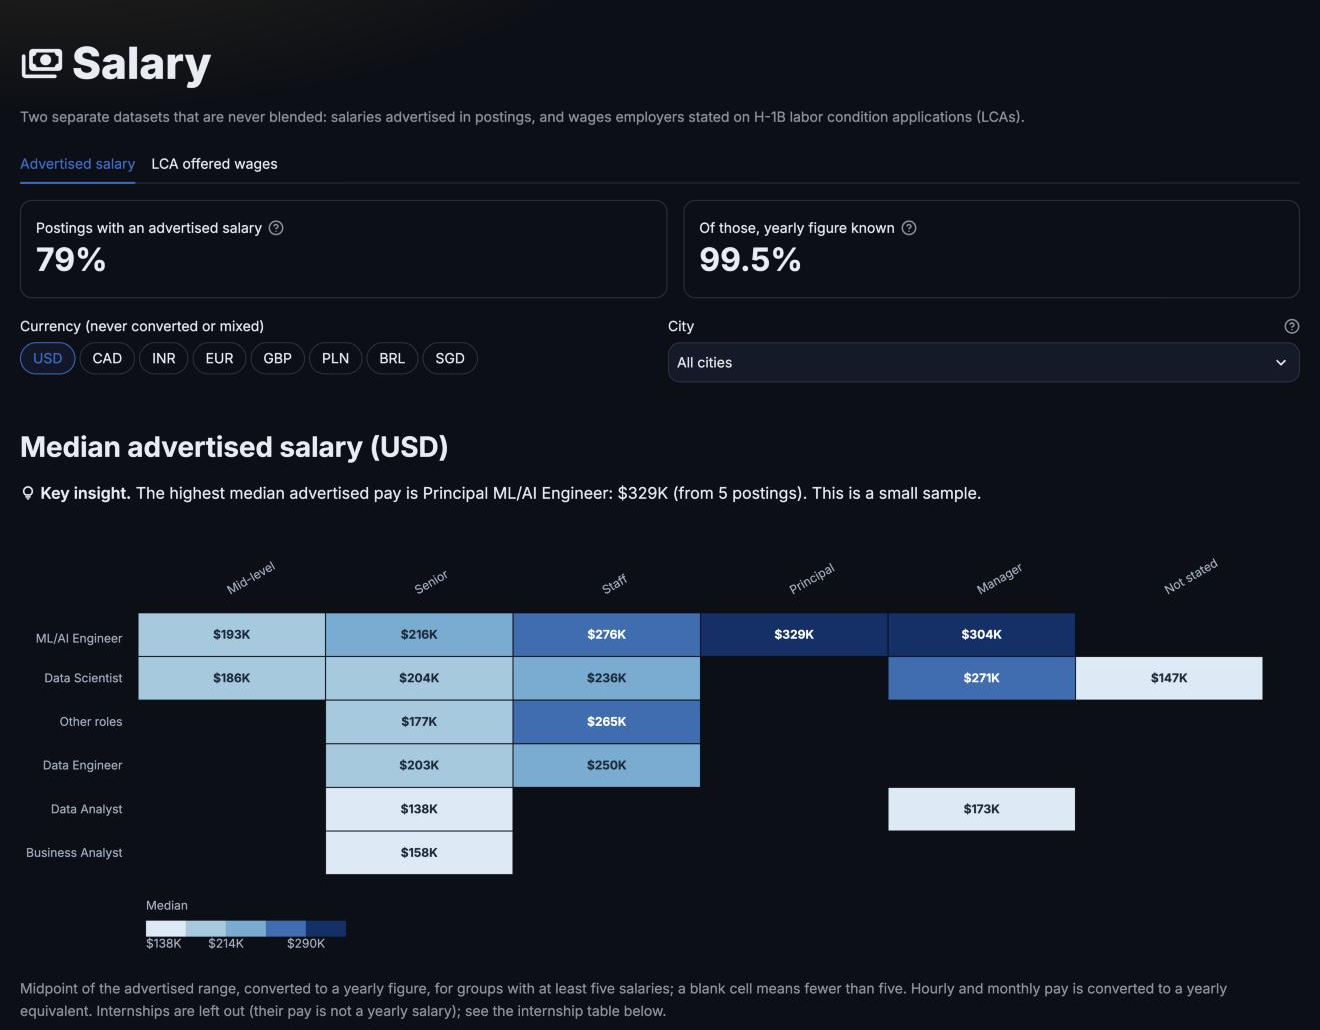 Salary
Two separate datasets that are never blended: salaries advertised in postings, and wages employers stated on H-1B labor condition applications (LCAs).
Advertised salary LCA offered wages
Postings with an advertised salary ?
79%
Of those, yearly figure known ?
99.5%
Currency (never converted or mixed)
USD CAD INR EUR GBP PLN BRL SGD
City ?
All cities
Median advertised salary (USD)
Key insight. The highest median advertised pay is Principal ML/AI Engineer: $329K (from 5 postings). This is a small sample.
Mid-level Senior Staff Principal Manager Not stated
ML/AI Engineer $193K $216K $276K $329K $304K
Data Scientist $186K $204K $236K $271K $147K
Other roles $177K $265K
Data Engineer $203K $250K
Data Analyst $138K $173K
Business Analyst $158K
Median
$138K $214K $290K
Midpoint of the advertised range, converted to a yearly figure, for groups with at least five salaries; a blank cell means fewer than five. Hourly and monthly pay is converted to a yearly
equivalent. Internships are left out (their pay is not a yearly salary); see the internship table below.